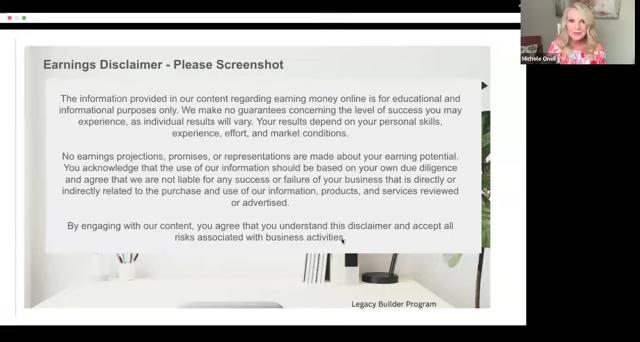 Earnings Disclaimer - Please Screenshot
The information provided in our content regarding earning money online is for educational and
informational purposes only. We make no guarantees concerning the level of success you may
experience, as individual results will vary. Your results depend on your personal skills,
experience, effort, and market conditions.
No earnings projections, promises, or representations are made about your earning potential.
You acknowledge that the use of our information should be based on your own due diligence
and agree that we are not liable for any success or failure of your business that is directly or
indirectly related to the purchase and use of our information, products, and services reviewed
or advertised.
By engaging with our content, you agree that you understand this disclaimer and accept all
risks associated with business activities.
Legacy Builder Program
Michele Oneil